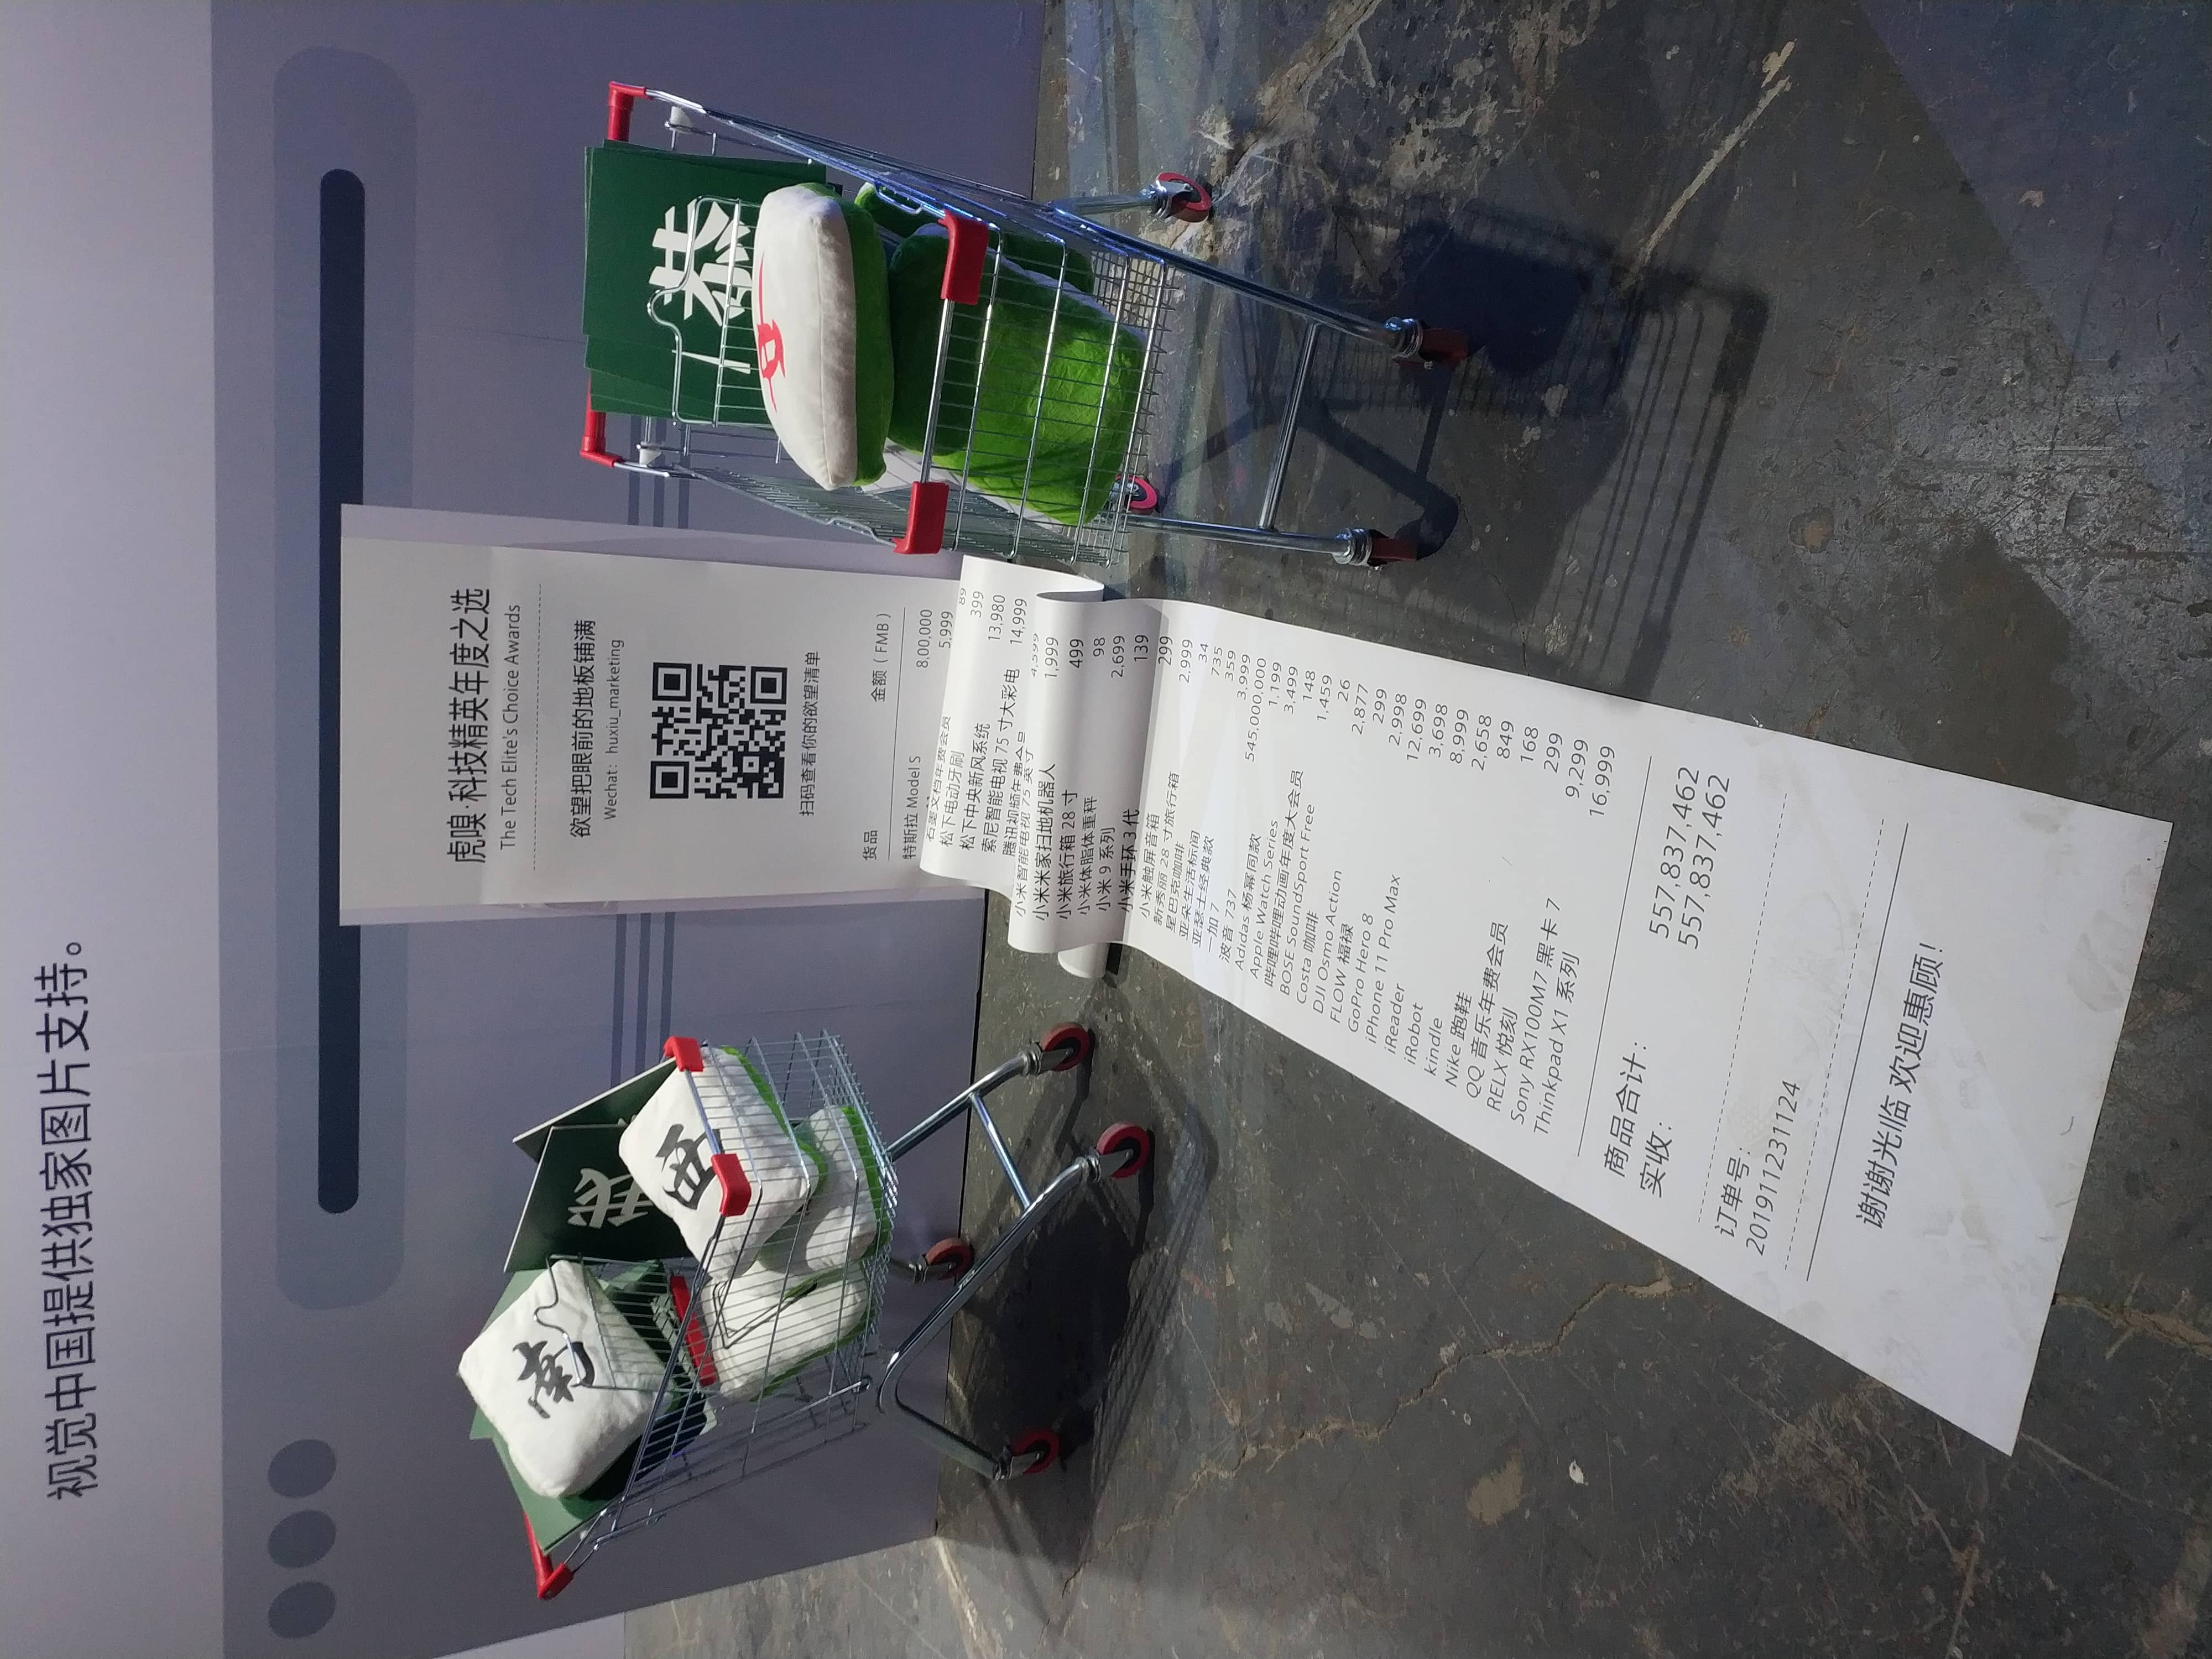 视觉中国提供独家图片支持。
虎嗅·科技精英年度之选
The Tech Elite's Choice Awards
欲望把眼前的地板铺满
Wechat: huxiu_marketing
扫码查看你的欲望清单
货品 金额（FMB）
特斯拉 Model S 8,00,000
石墨文档年费会员 5,999
89
松下电动牙刷 399
松下中央新风系统 13,980
索尼智能电视 75 寸大彩电 14,999
腾讯视频年费会员
小米智能电视 75 英寸 4,599
小米米家扫地机器人 1,999
小米旅行箱 28 寸 499
小米体脂体重秤 98
小米 9 系列 2,699
小米手环 3 代 139
小米触屏音箱 299
新秀丽 28 寸旅行箱 2,999
星巴克咖啡 34
亚朵生活标间 735
亚瑟士经典款 359
一加 7 3,999
波音 737 545,000,000
Adidas 杨幂同款 1,199
Apple Watch Series 3,499
哔哩哔哩动画年度大会员 148
BOSE SoundSport Free 1,459
Costa 咖啡 26
DJI Osmo Action 2,877
FLOW 福禄 299
GoPro Hero 8 2,998
iPhone 11 Pro Max 12,699
iReader 3,698
iRobot 8,999
kindle 2,658
Nike 跑鞋 849
QQ 音乐年费会员 168
RELX 悦刻 299
Sony RX100M7 黑卡 7 9,299
Thinkpad X1 系列 16,999
商品合计： 557,837,462
实收： 557,837,462
订单号：
201911231124
谢谢光临 欢迎惠顾！
南
我
西
恭